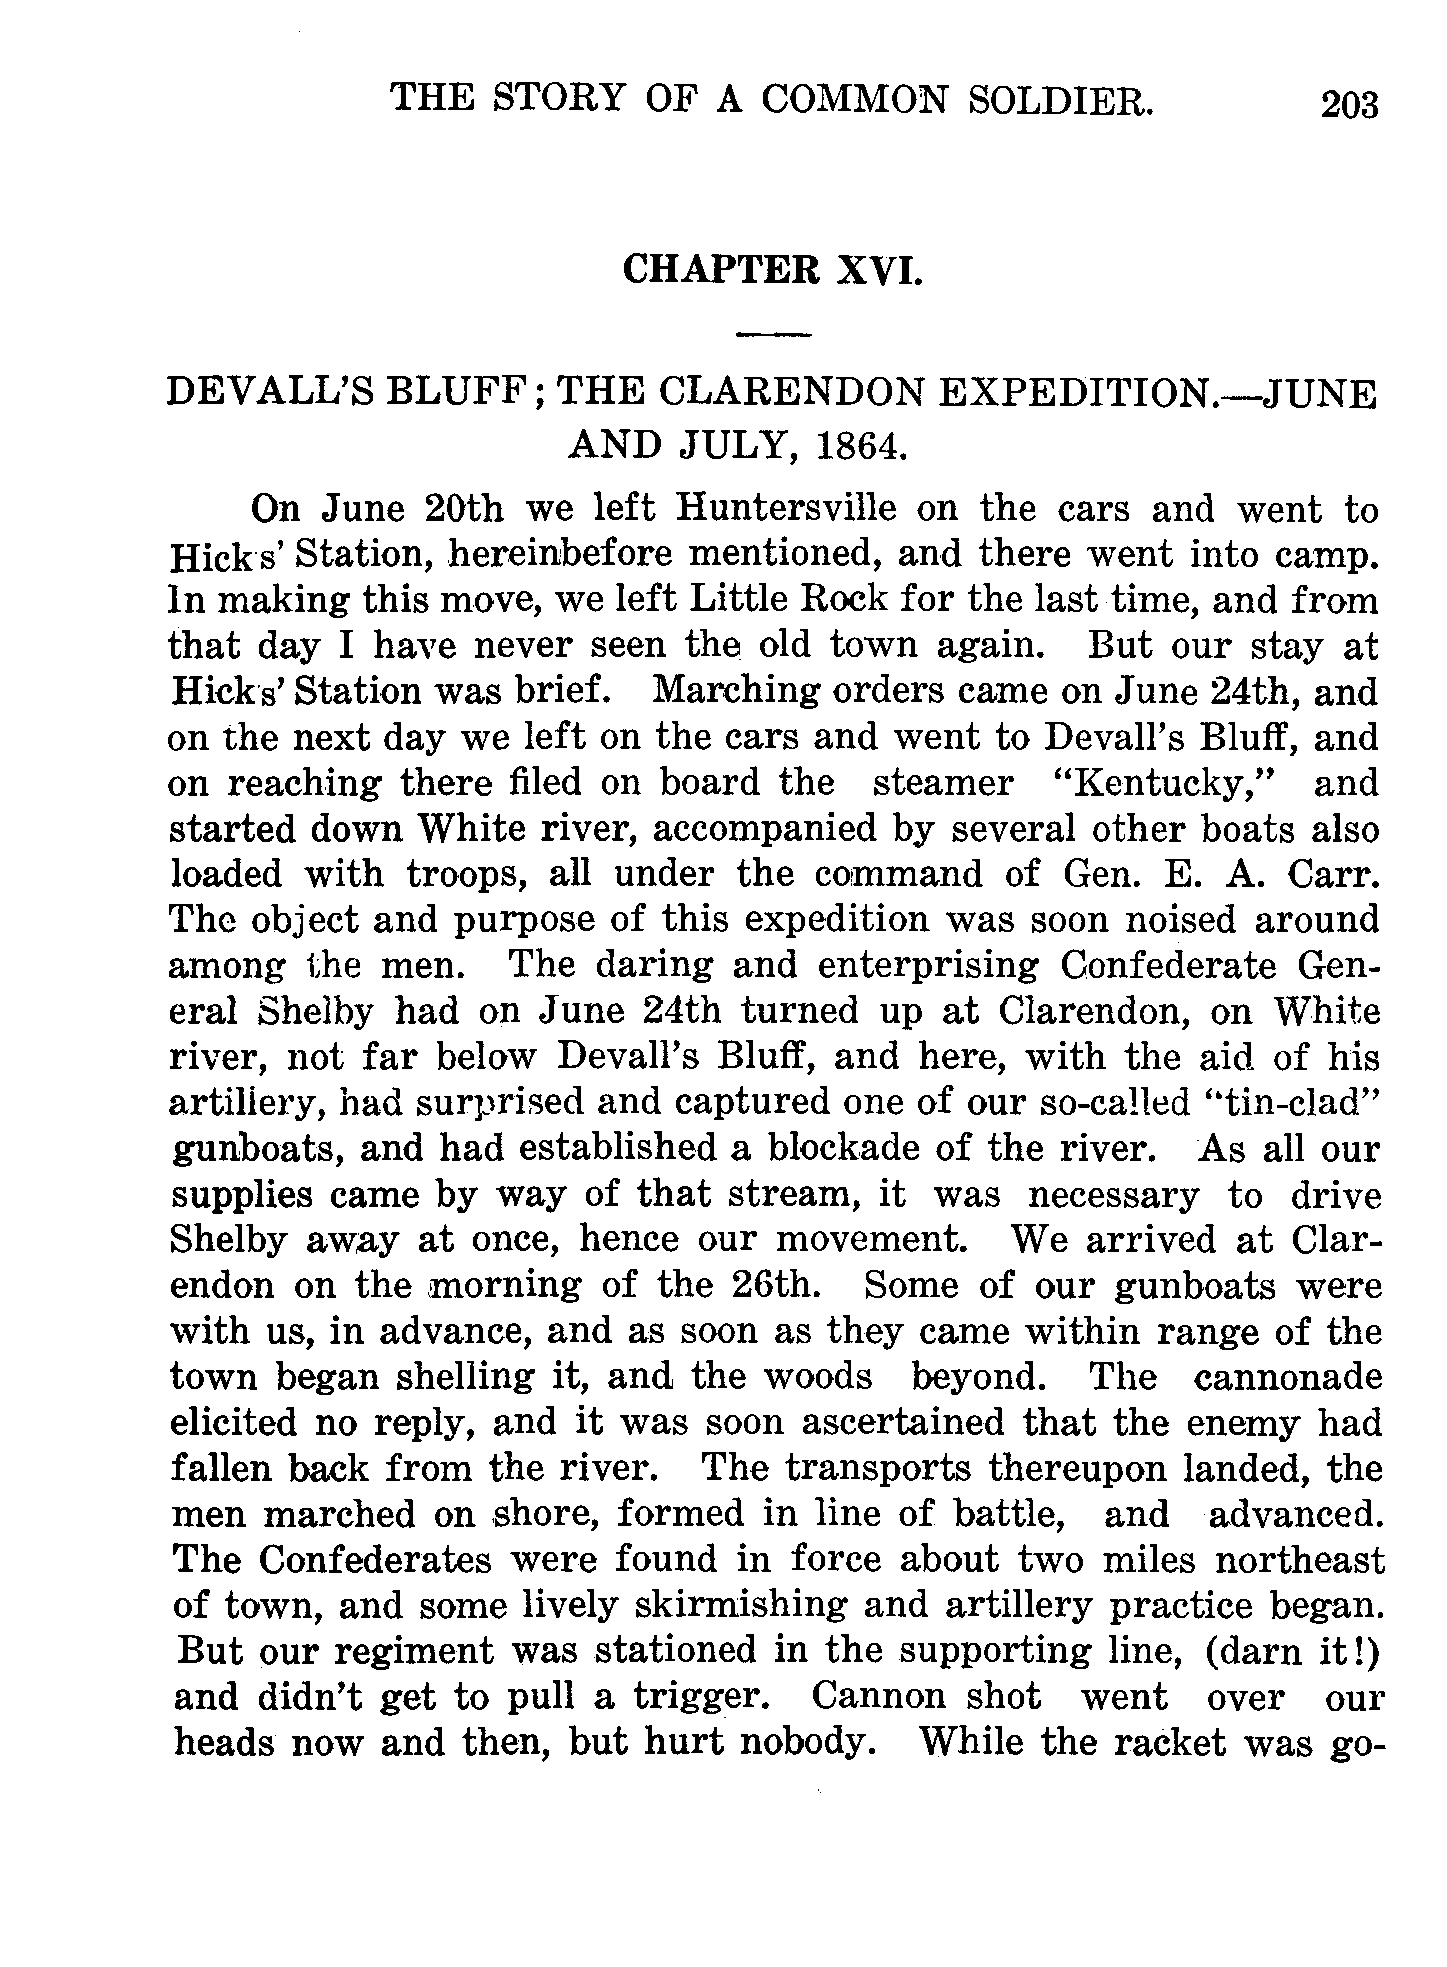 THE STORY OF A COMMON SOLDIER. 203
CHAPTER XVI.
DEVALL'S BLUFF; THE CLARENDON EXPEDITION.—JUNE
AND JULY, 1864.
On June 20th we left Huntersville on the cars and went to
Hicks' Station, hereinbefore mentioned, and there went into camp.
In making this move, we left Little Rock for the last time, and from
that day I have never seen the old town again. But our stay at
Hicks' Station was brief. Marching orders came on June 24th, and
on the next day we left on the cars and went to Devall's Bluff, and
on reaching there filed on board the steamer "Kentucky," and
started down White river, accompanied by several other boats also
loaded with troops, all under the command of Gen. E. A. Carr.
The object and purpose of this expedition was soon noised around
among the men. The daring and enterprising Confederate Gen-
eral Shelby had on June 24th turned up at Clarendon, on White
river, not far below Devall's Bluff, and here, with the aid of his
artillery, had surprised and captured one of our so-called "tin-clad"
gunboats, and had established a blockade of the river. As all our
supplies came by way of that stream, it was necessary to drive
Shelby away at once, hence our movement. We arrived at Clar-
endon on the morning of the 26th. Some of our gunboats were
with us, in advance, and as soon as they came within range of the
town began shelling it, and the woods beyond. The cannonade
elicited no reply, and it was soon ascertained that the enemy had
fallen back from the river. The transports thereupon landed, the
men marched on shore, formed in line of battle, and advanced.
The Confederates were found in force about two miles northeast
of town, and some lively skirmishing and artillery practice began.
But our regiment was stationed in the supporting line, (darn it!)
and didn't get to pull a trigger. Cannon shot went over our
heads now and then, but hurt nobody. While the racket was go-